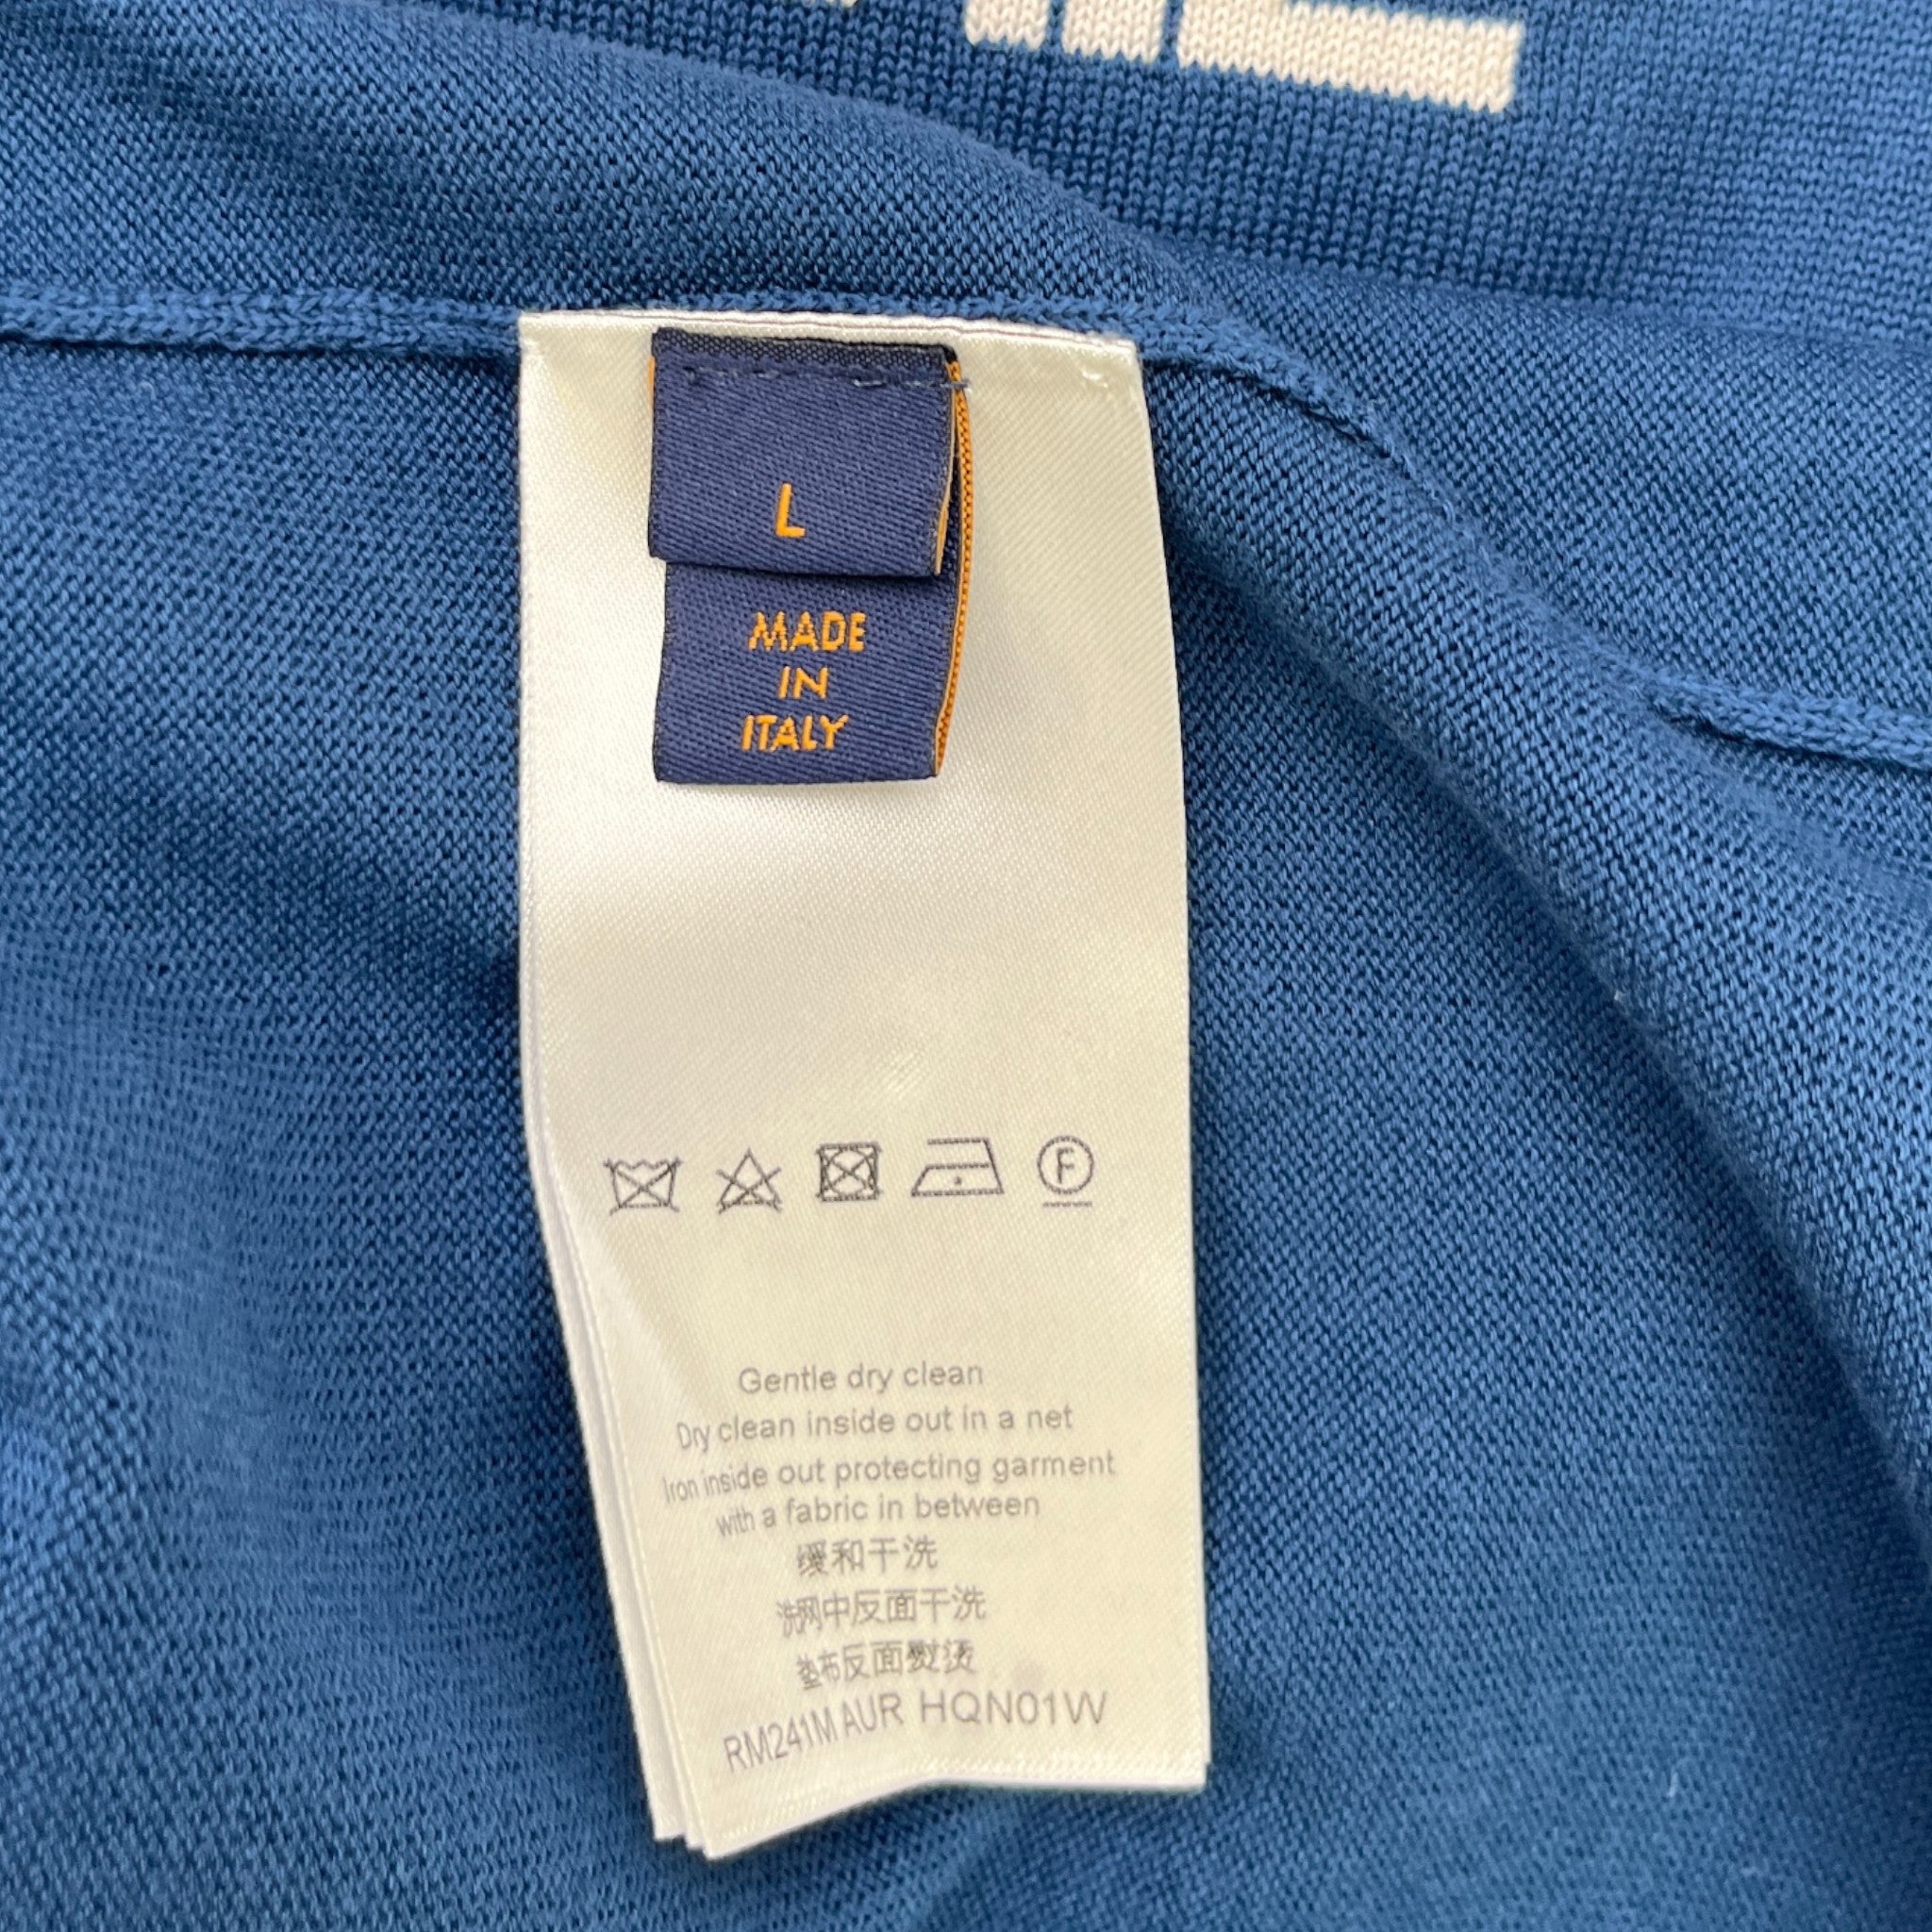 L
MADE
IN
ITALY
F
Gentle dry clean
Dry clean inside out in a net
Iron inside out protecting garment
with a fabric in between
缓和干洗
洗网中反面干洗
垫布反面熨烫
RM241M AUR HQN01W